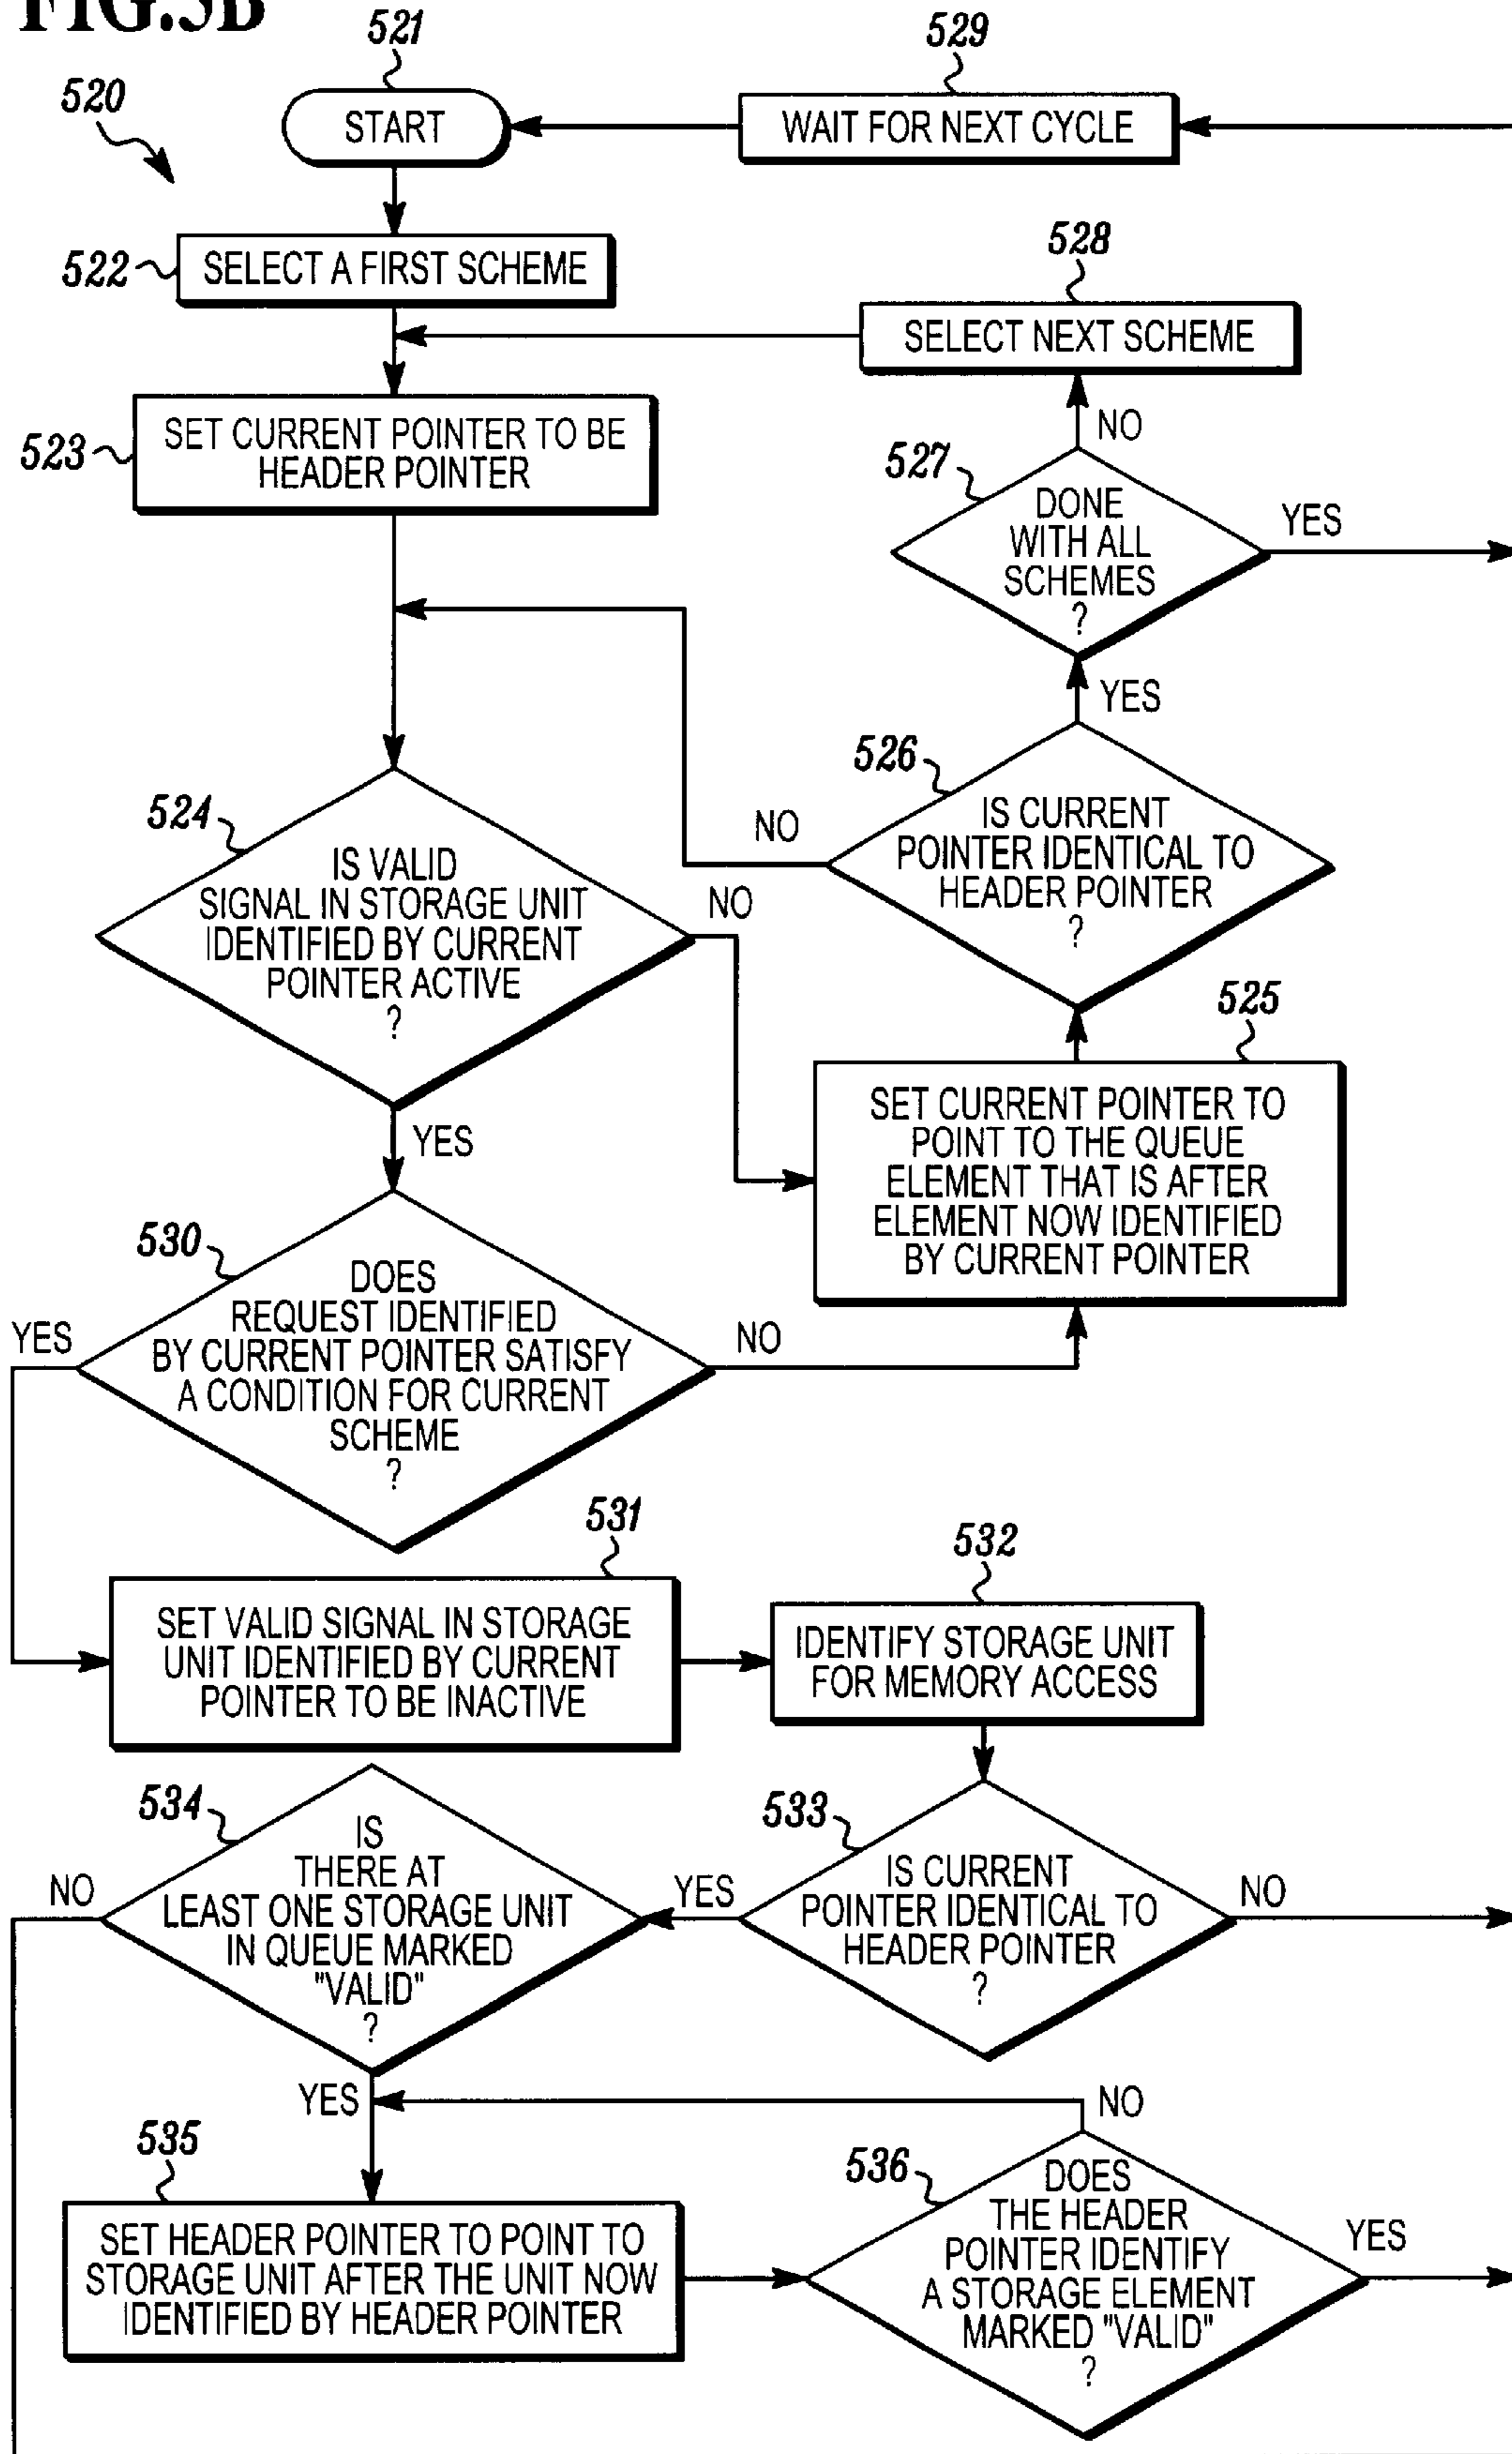 FIG.5B
521
529
520
START
WAIT FOR NEXT CYCLE
522
SELECT A FIRST SCHEME
528
SELECT NEXT SCHEME
523
SET CURRENT POINTER TO BE
HEADER POINTER
NO
527
DONE
WITH ALL
SCHEMES
?
YES
YES
526
IS CURRENT
POINTER IDENTICAL TO
HEADER POINTER
?
NO
524
IS VALID
SIGNAL IN STORAGE UNIT
IDENTIFIED BY CURRENT
POINTER ACTIVE
?
NO
YES
525
SET CURRENT POINTER TO
POINT TO THE QUEUE
ELEMENT THAT IS AFTER
ELEMENT NOW IDENTIFIED
BY CURRENT POINTER
530
DOES
REQUEST IDENTIFIED
BY CURRENT POINTER SATISFY
A CONDITION FOR CURRENT
SCHEME
?
YES
NO
531
SET VALID SIGNAL IN STORAGE
UNIT IDENTIFIED BY CURRENT
POINTER TO BE INACTIVE
532
IDENTIFY STORAGE UNIT
FOR MEMORY ACCESS
534
IS
THERE AT
LEAST ONE STORAGE UNIT
IN QUEUE MARKED
"VALID"
?
NO
YES
533
IS CURRENT
POINTER IDENTICAL TO
HEADER POINTER
?
NO
YES
NO
535
SET HEADER POINTER TO POINT TO
STORAGE UNIT AFTER THE UNIT NOW
IDENTIFIED BY HEADER POINTER
536
DOES
THE HEADER
POINTER IDENTIFY
A STORAGE ELEMENT
MARKED "VALID"
?
YES